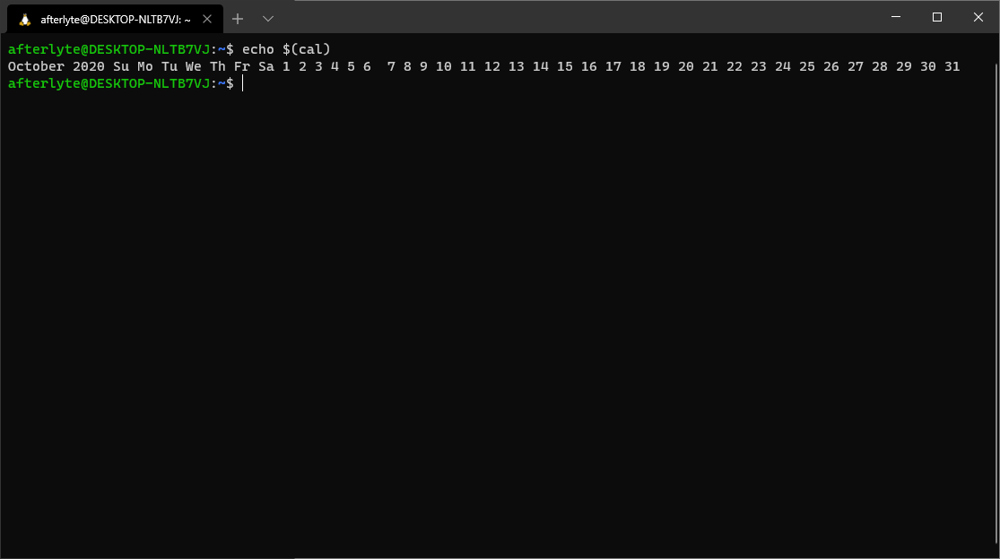 afterlyte@DESKTOP-NLTB7VJ: ~
afterlyte@DESKTOP-NLTB7VJ:~$ echo $(cal)
October 2020 Su Mo Tu We Th Fr Sa 1 2 3 4 5 6  7 8 9 10 11 12 13 14 15 16 17 18 19 20 21 22 23 24 25 26 27 28 29 30 31
afterlyte@DESKTOP-NLTB7VJ:~$